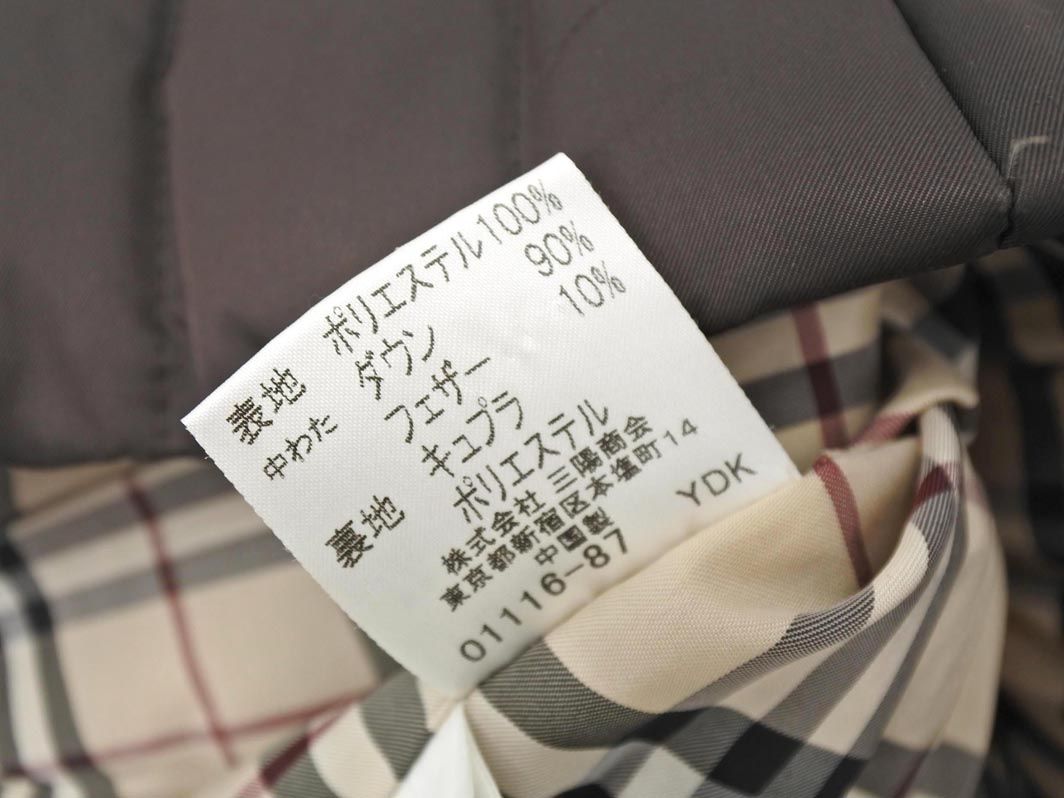 表地 ポリエステル100%
中わた ダウン 90%
フェザー 10%
裏地 キュプラ
ポリエステル
株式会社 三陽商会
東京都新宿区本塩町14
中国製 YDK
01116-87